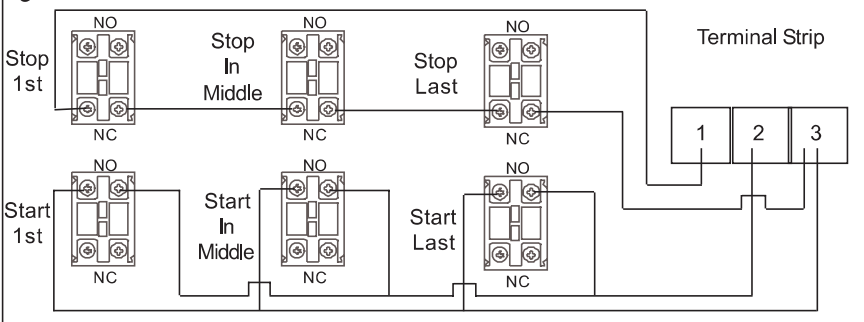 NO
NO
NO
Stop
1st
Stop
In
Middle
Stop
Last
Terminal Strip
NC
NC
NC
1
2
3
NO
NO
NO
Start
1st
Start
In
Middle
Start
Last
NC
NC
NC